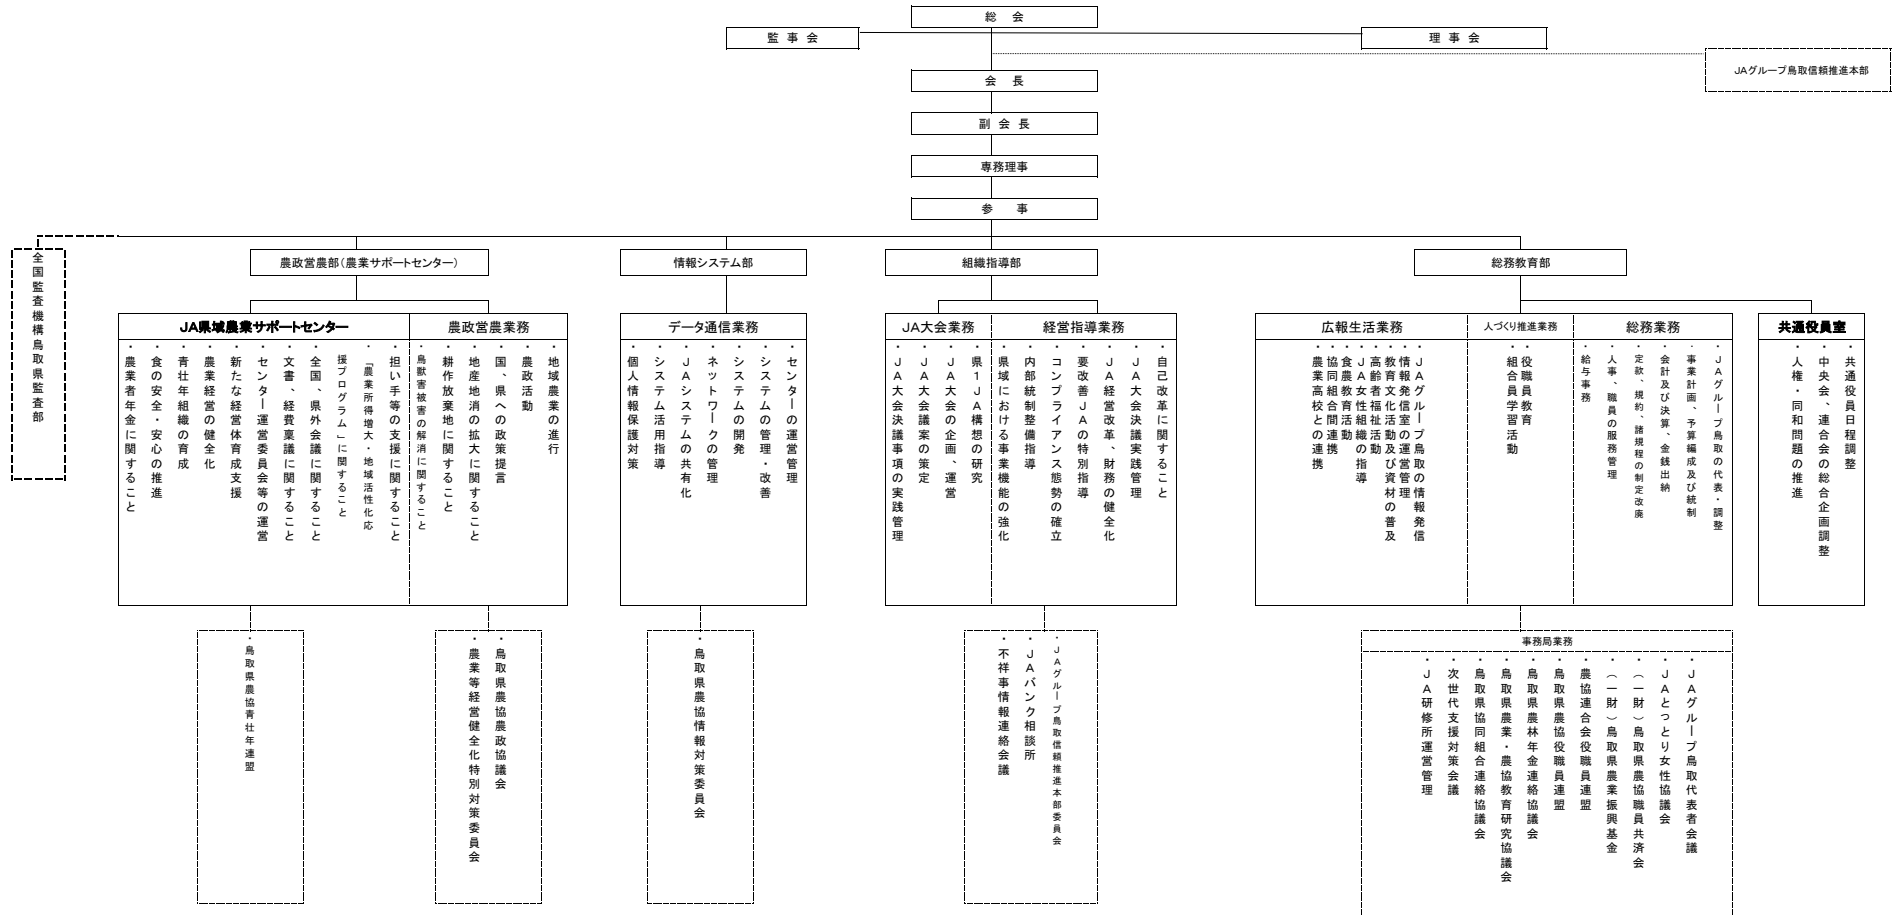 総　会
監 事 会
理 事 会
JAグループ鳥取信頼推進本部
会　長
副 会 長
専務理事
参　事
全国監査機構鳥取県監査部
農政営農部(農業サポートセンター)
情報システム部
組織指導部
総務教育部
JA県域農業サポートセンター
農政営農業務
・地域農業の進行
・農政活動
・国、県への政策提言
・地産地消の拡大に関すること
・耕作放棄地に関すること
・鳥獣害被害の解消に関すること
・担い手等の支援に関すること
・「農業所得増大・地域活性化応
援プログラム」に関すること
・全国、県外会議に関すること
・文書、経費稟議に関すること
・センター運営委員会等の運営
・新たな経営体育成支援
・農業経営の健全化
・青壮年組織の育成
・食の安全・安心の推進
・農業者年金に関すること
データ通信業務
・センターの運営管理
・システムの管理・改善
・システムの開発
・ネットワークの管理
・JAシステムの共有化
・システム活用指導
・個人情報保護対策
JA大会業務
経営指導業務
・自己改革に関すること
・JA大会決議実践管理
・JA経営改革、財務の健全化
・要改善JAの特別指導
・コンプライアンス態勢の確立
・内部統制整備指導
・県域における事業機能の強化
・県1JA構想の研究
・JA大会の企画、運営
・JA大会議案の策定
・JA大会決議事項の実践管理
広報生活業務
人づくり推進業務
総務業務
・JAグループ鳥取の代表・調整
・事業計画、予算編成及び統制
・会計及び決算、金銭出納
・定款、規約、諸規程の制定改廃
・人事、職員の服務管理
・給与事務
・役職員教育
・組合員学習活動
・JAグループ鳥取の情報発信
・情報発信室の運営管理
・教育文化活動及び資材の普及
・高齢者福祉活動
・JA女性組織の指導
・食農教育活動
・協同組合間連携
・農業高校との連携
共通役員室
・共通役員日程調整
・中央会、連合会の総合企画調整
・人権・同和問題の推進
・鳥取県農協青壮年連盟
・鳥取県農協農政協議会
・農業等経営健全化特別対策委員会
・鳥取県農協情報対策委員会
・JAグループ鳥取信頼推進本部委員会
・JAバンク相談所
・不祥事情報連絡会議
事務局業務
・JAグループ鳥取代表者会議
・JAとっとり女性協議会
・(一財)鳥取県農協職員共済会
・(一財)鳥取県農業振興基金
・農協連合会役職員連盟
・鳥取県農協役職員連盟
・鳥取県農林年金連絡協議会
・鳥取県農業・農協教育研究協議会
・鳥取県協同組合連絡協議会
・次世代支援対策会議
・JA研修所運営管理